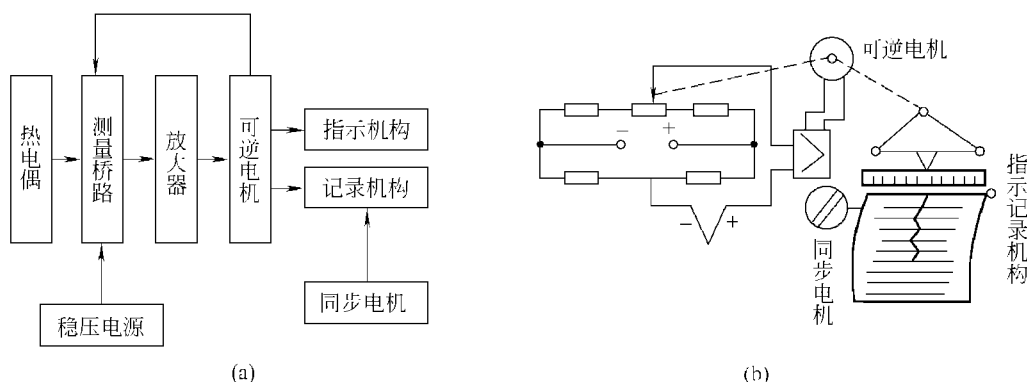 热电偶
测量桥路
放大器
可逆电机
指示机构
记录机构
同步电机
稳压电源
(a)
可逆电机
− +
− +
同步电机
指示记录机构
(b)